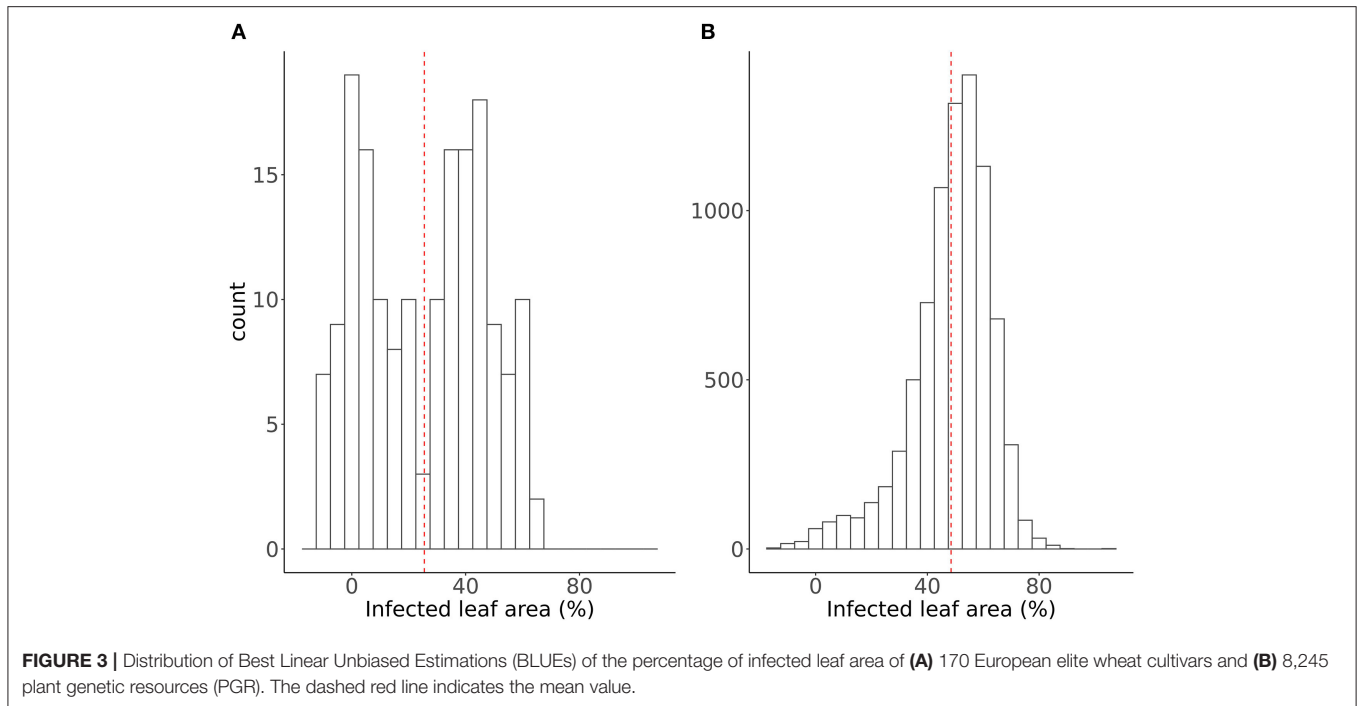 A
B
count
15
10
5
0
0 40 80
Infected leaf area (%)
1000
500
0
0 40 80
Infected leaf area (%)
FIGURE 3 | Distribution of Best Linear Unbiased Estimations (BLUEs) of the percentage of infected leaf area of (A) 170 European elite wheat cultivars and (B) 8,245
plant genetic resources (PGR). The dashed red line indicates the mean value.